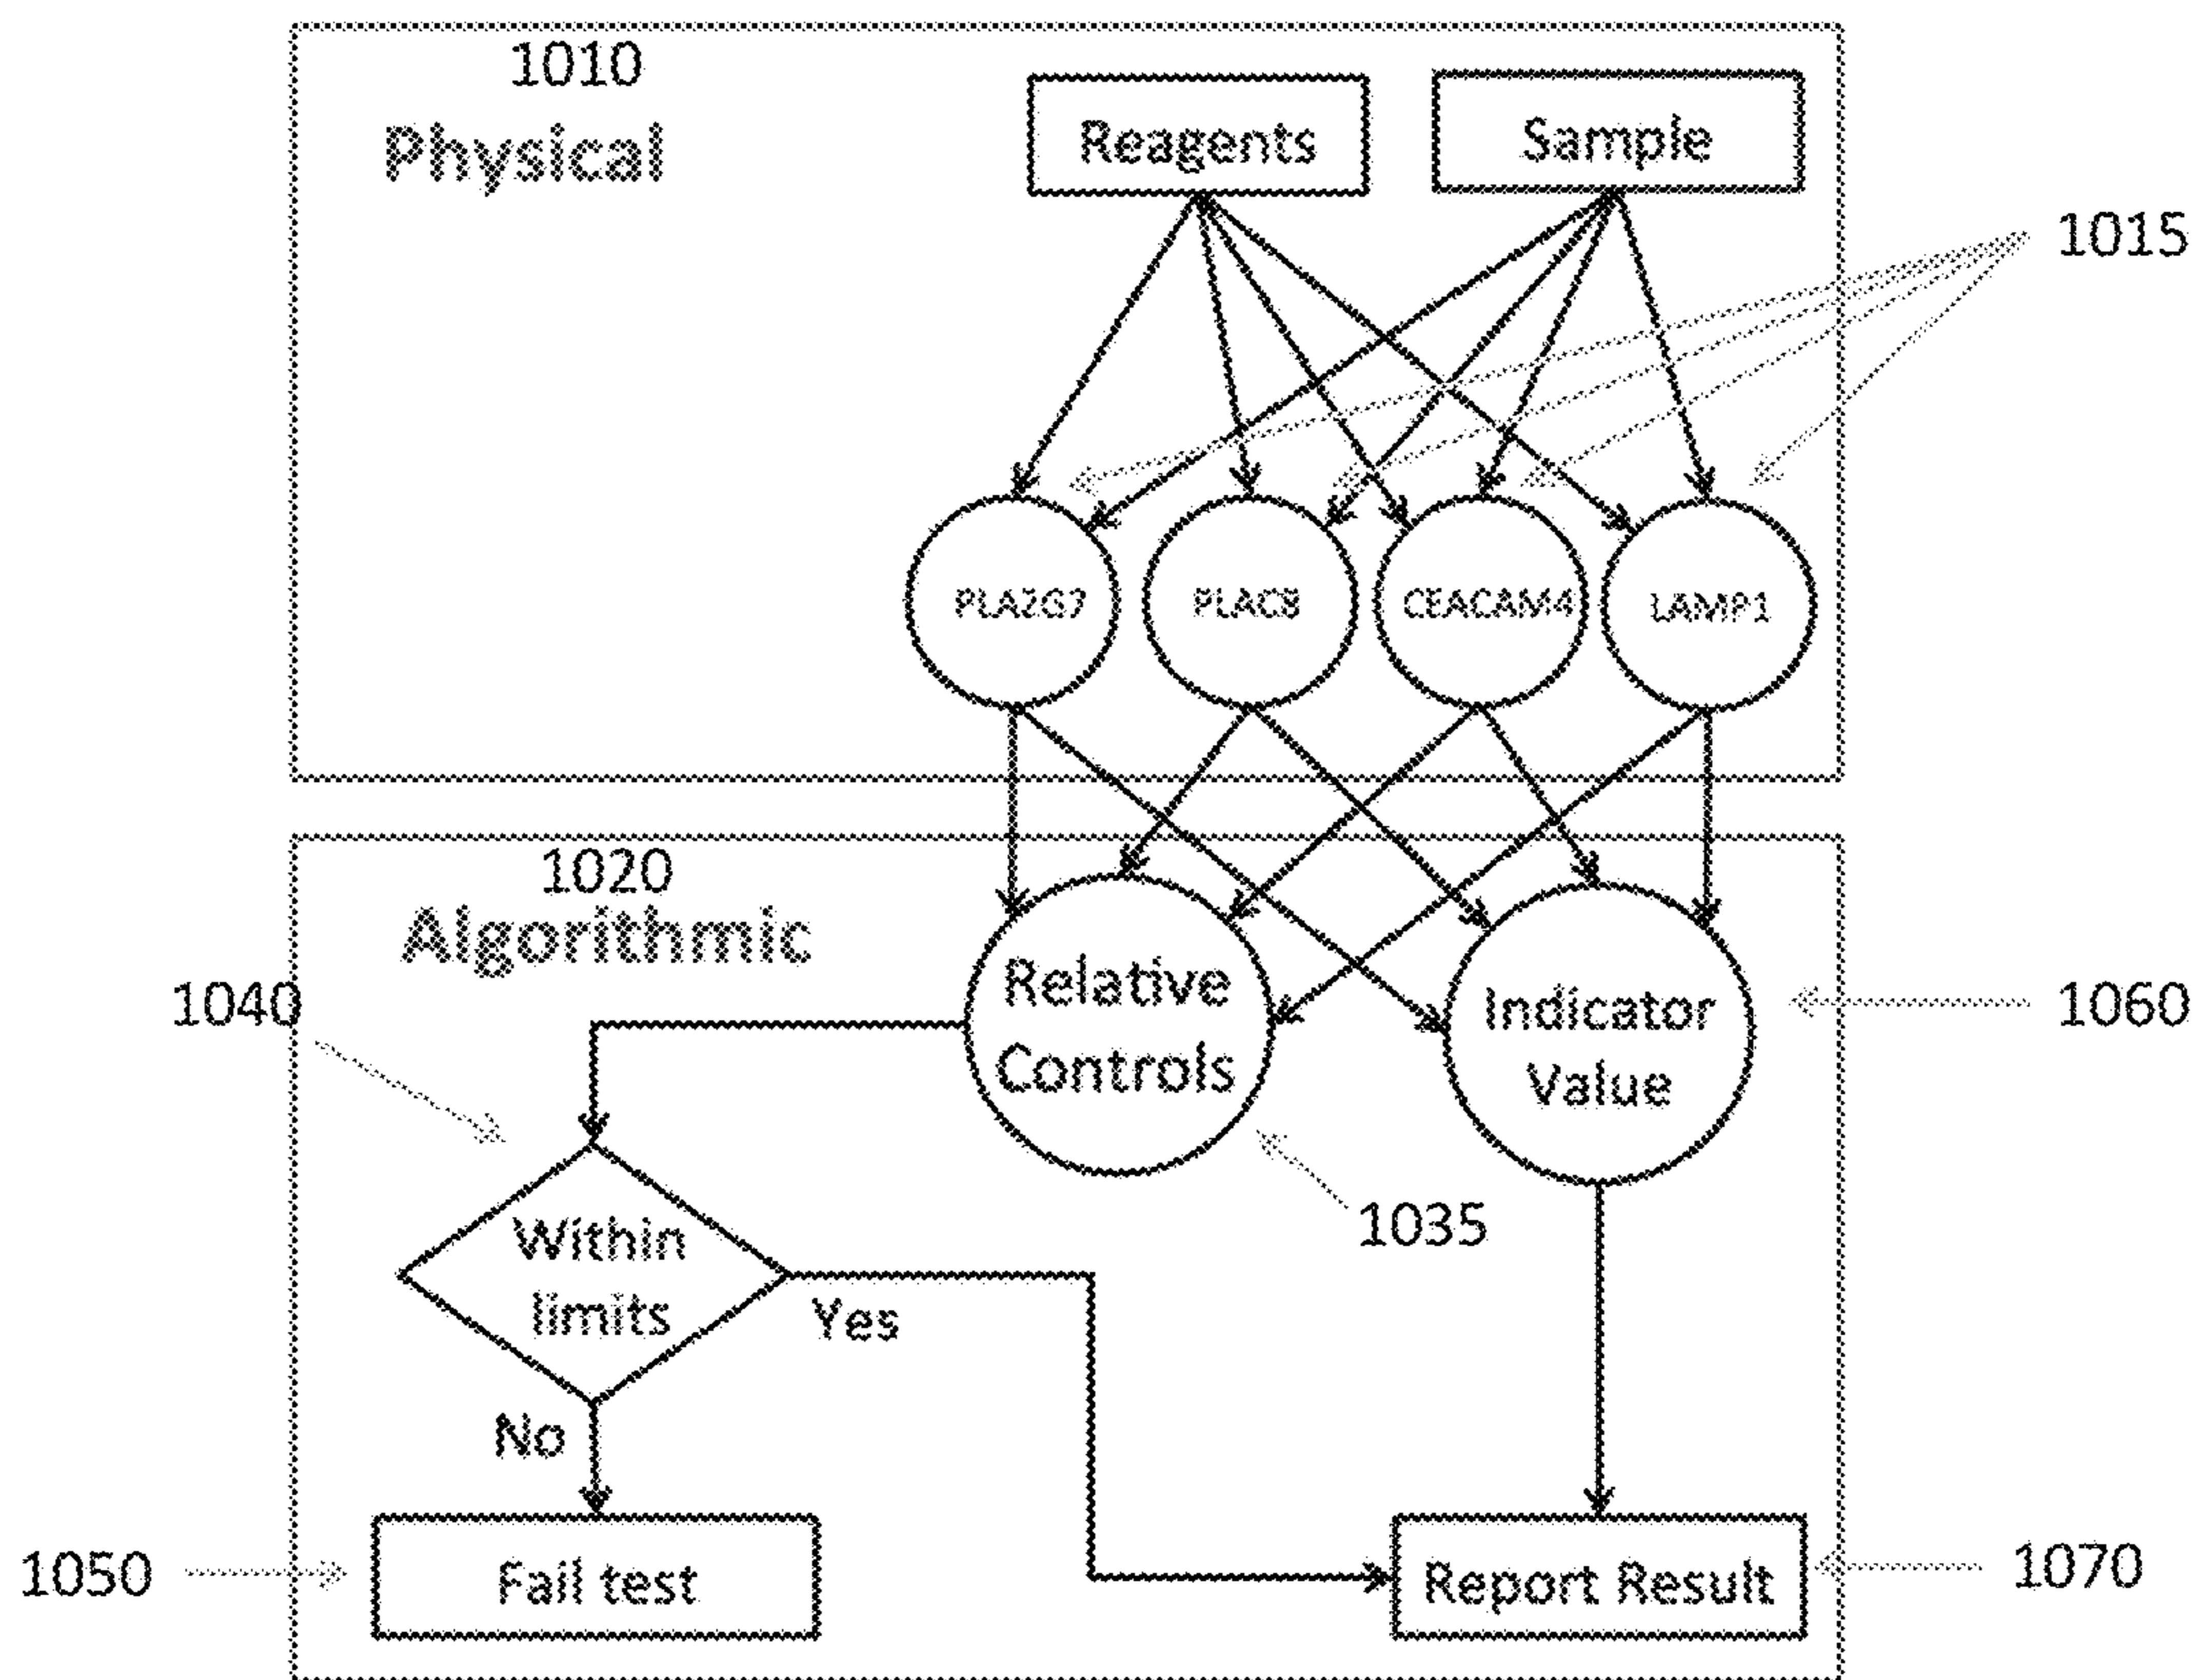 1010
Physical
Reagents
Sample
1015
PLA2G7
PLAC8
CEACAM4
LAMP1
1020
Algorithmic
1040
Relative
Controls
Indicator
Value
1060
1035
Within
limits
Yes
No
1050
Fail test
Report Result
1070